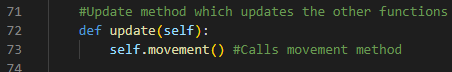 71 #Update method which updates the other functions
72 def update(self):
73 self.movement() #Calls movement method
74